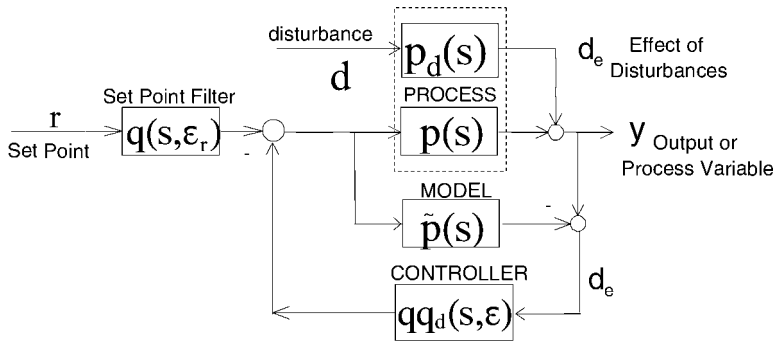 disturbance
d
p_d(s)
d_e Effect of
Disturbances
PROCESS
Set Point Filter
r
Set Point
q(s,ε_r)
-
p(s)
y Output or
Process Variable
MODEL
-
p̃(s)
CONTROLLER
d_e
qq_d(s,ε)